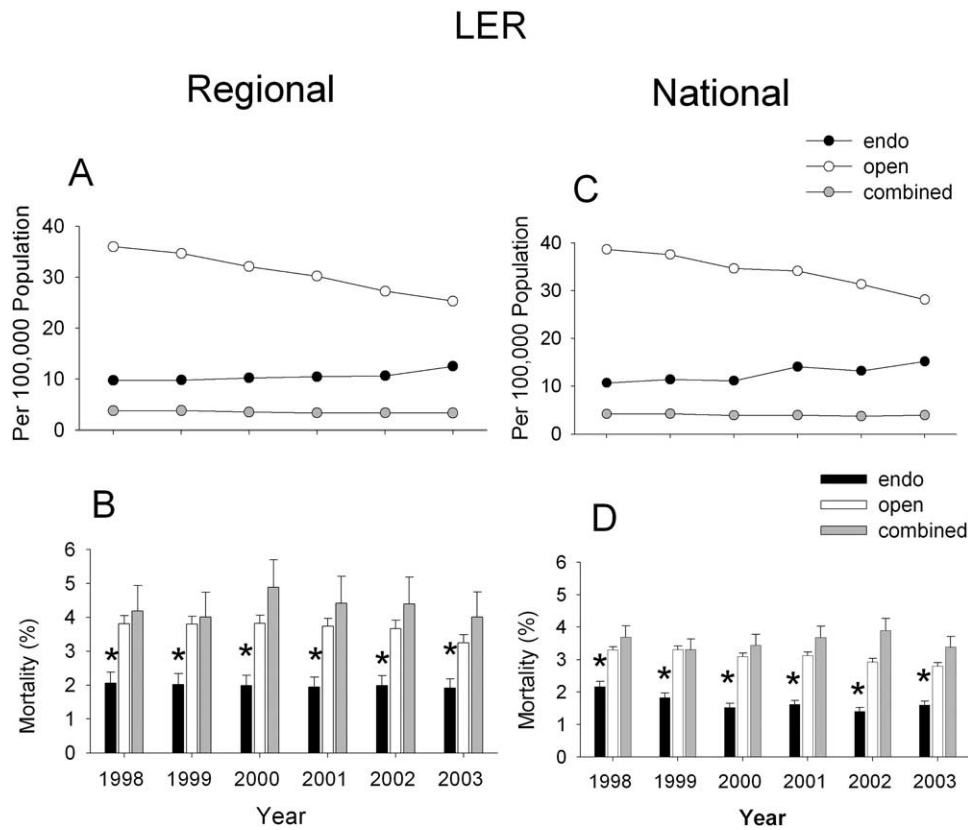 LER
Regional
National
endo
open
combined
A
C
40
30
20
10
0
Per 100,000 Population
40
30
20
10
0
Per 100,000 Population
endo
open
combined
B
D
6
5
4
3
2
1
0
Mortality (%)
* * * * * *
1998 1999 2000 2001 2002 2003
Year
6
5
4
3
2
1
0
Mortality (%)
* * * * * *
1998 1999 2000 2001 2002 2003
Year